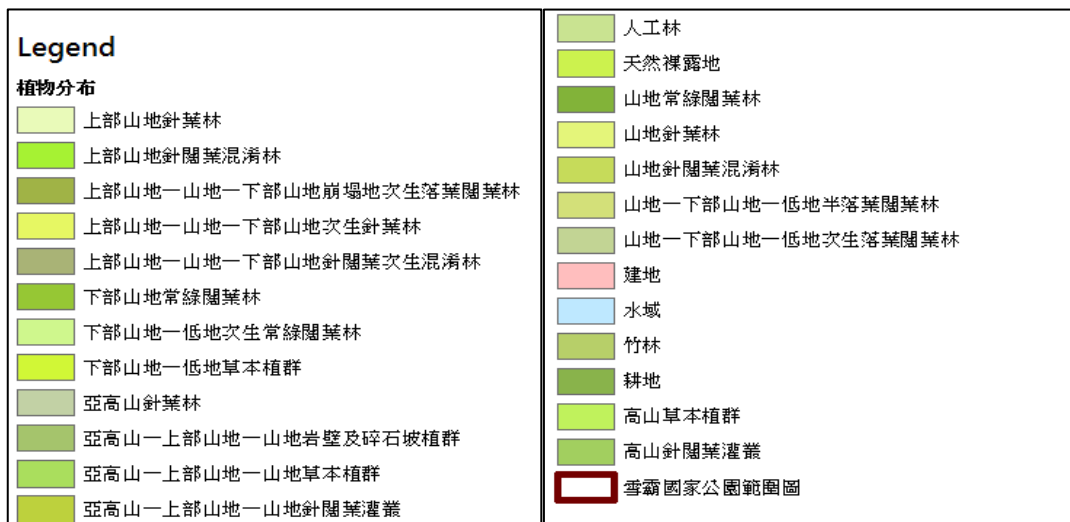 Legend
植物分布
上部山地針葉林
上部山地針闊葉混淆林
上部山地—山地—下部山地崩塌地次生落葉闊葉林
上部山地—山地—下部山地次生針葉林
上部山地—山地—下部山地針闊葉次生混淆林
下部山地常綠闊葉林
下部山地—低地次生常綠闊葉林
下部山地—低地草本植群
亞高山針葉林
亞高山—上部山地—山地岩壁及碎石坡植群
亞高山—上部山地—山地草本植群
亞高山—上部山地—山地針闊葉灌叢
人工林
天然裸露地
山地常綠闊葉林
山地針葉林
山地針闊葉混淆林
山地—下部山地—低地半落葉闊葉林
山地—下部山地—低地次生落葉闊葉林
建地
水域
竹林
耕地
高山草本植群
高山針闊葉灌叢
雪霸國家公園範圍圖